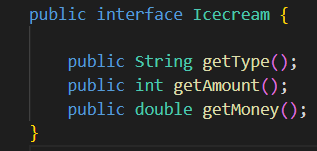 public interface Icecream {
public String getType();
public int getAmount();
public double getMoney();
}